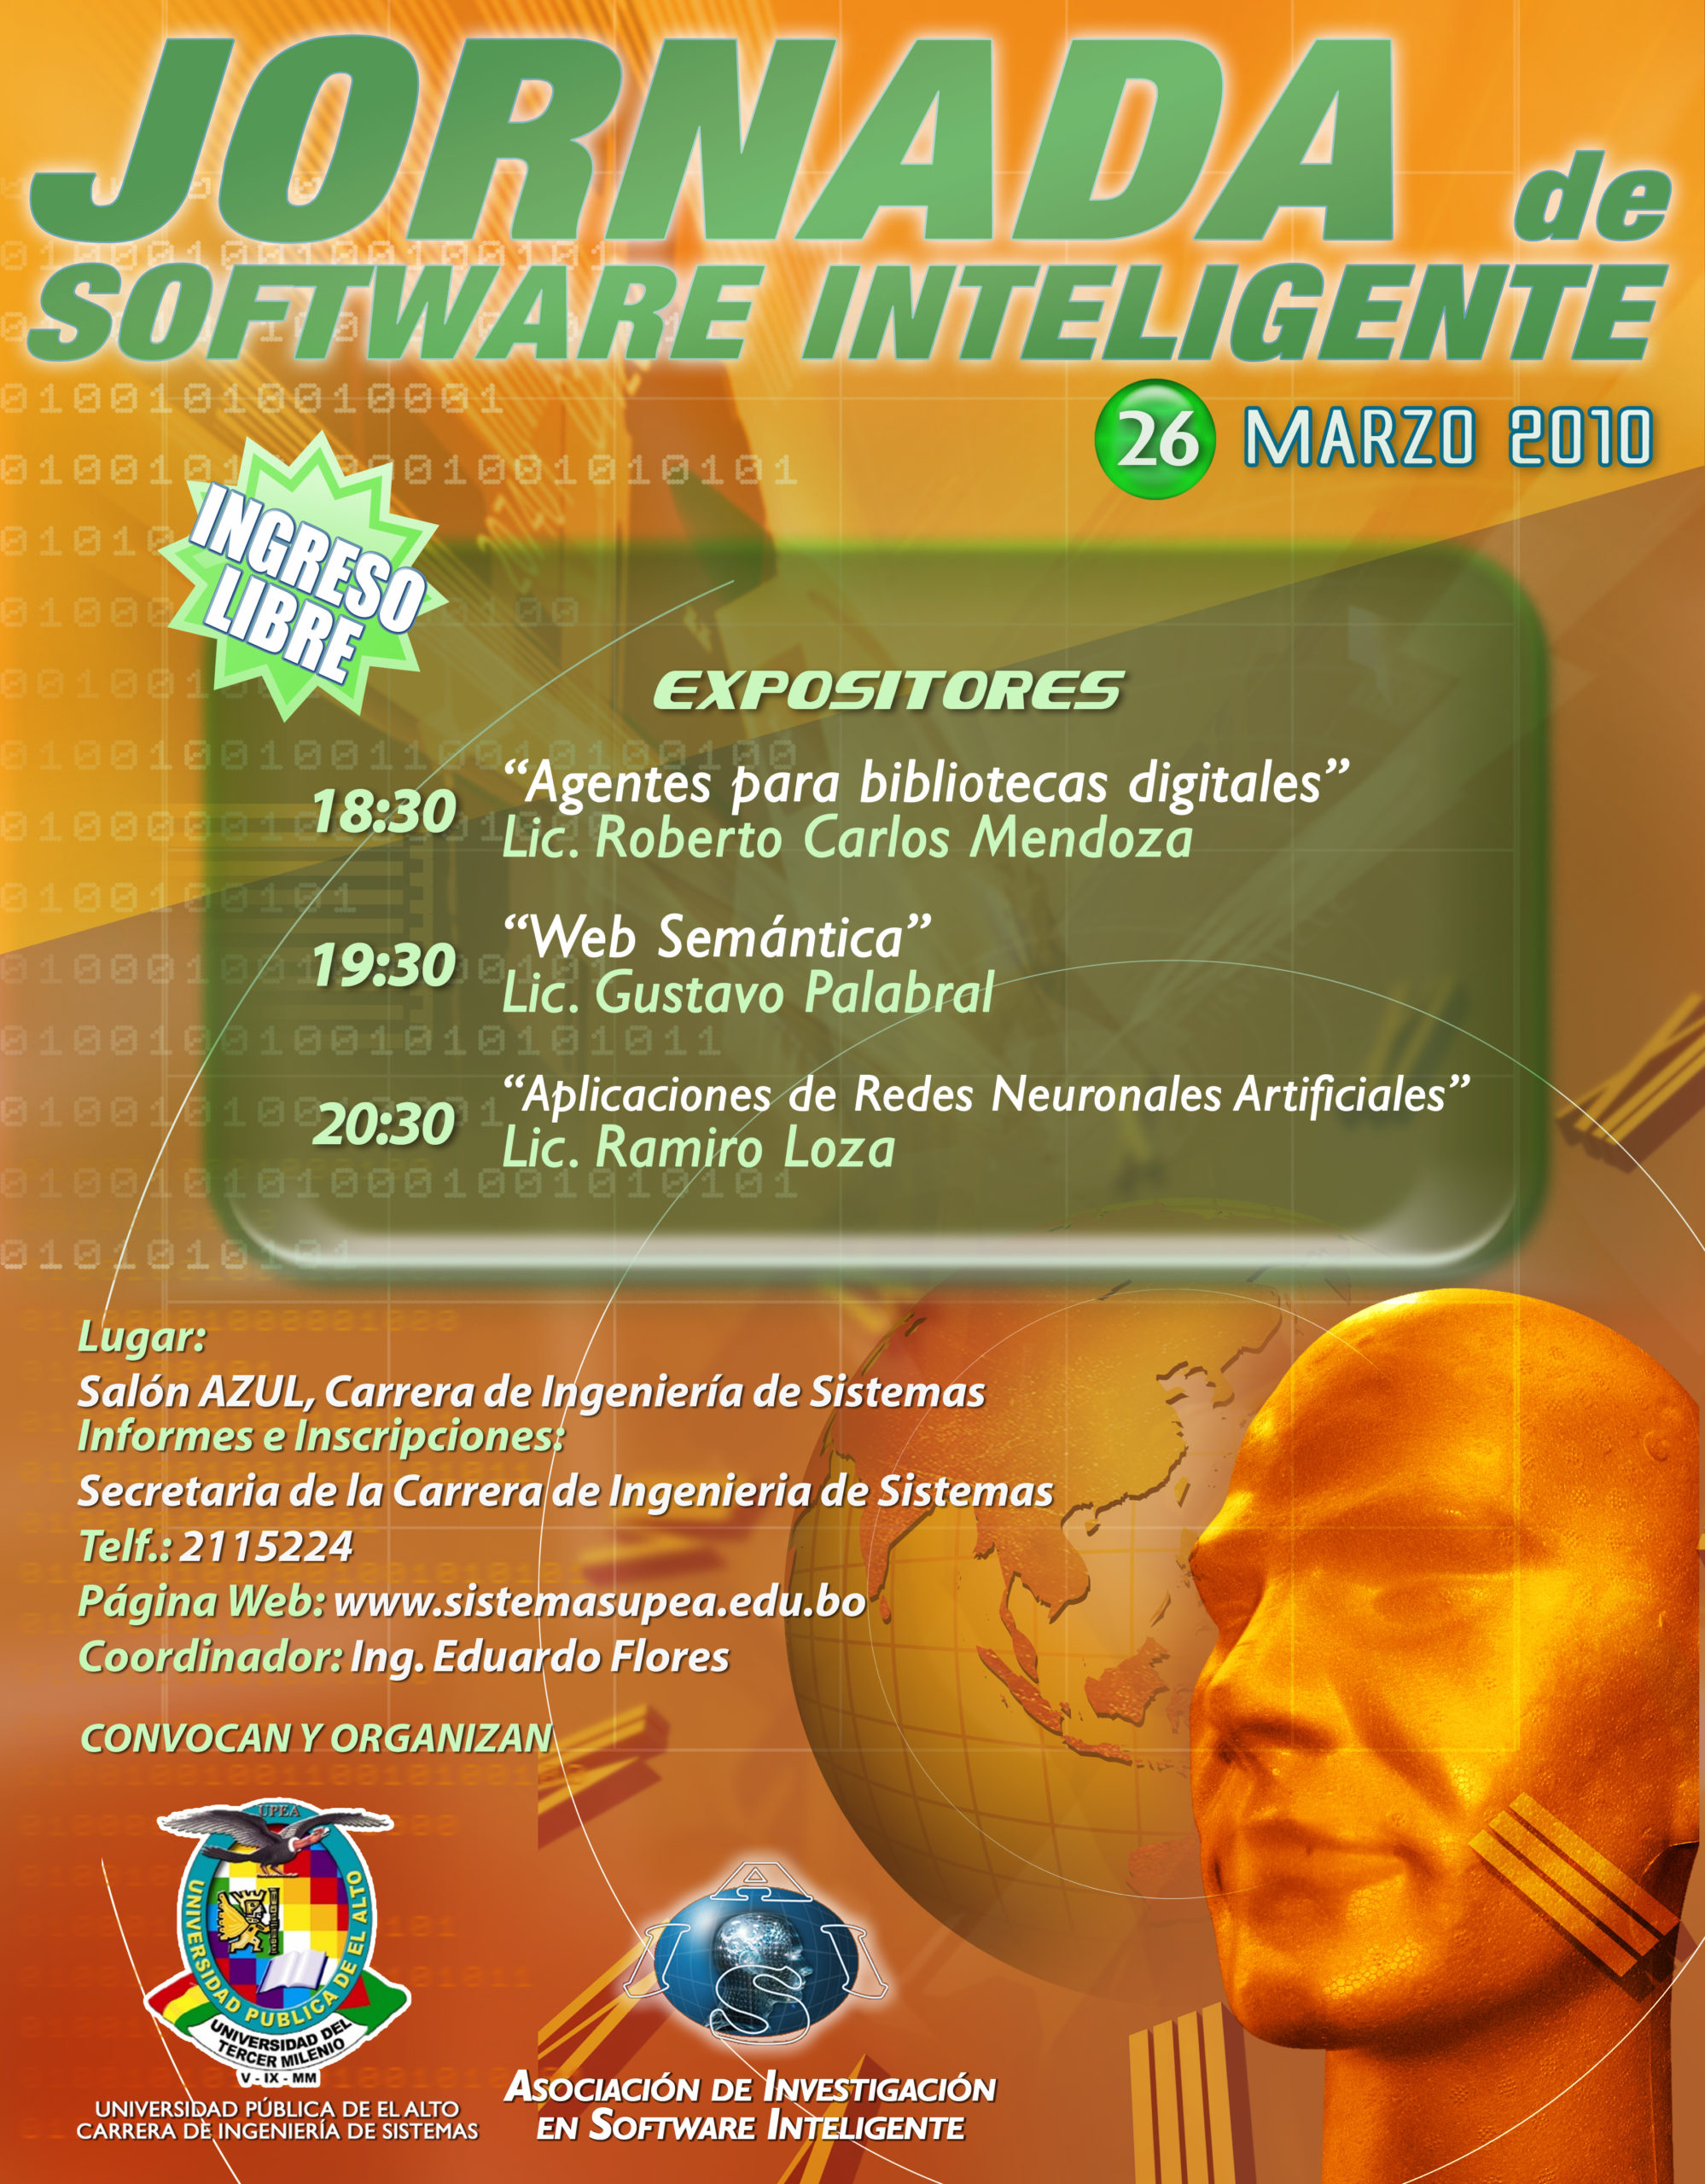 JORNADA de
SOFTWARE INTELIGENTE
26 MARZO 2010
INGRESO
LIBRE
EXPOSITORES
18:30
“Agentes para bibliotecas digitales”
Lic. Roberto Carlos Mendoza
19:30
“Web Semántica”
Lic. Gustavo Palabral
20:30
“Aplicaciones de Redes Neuronales Artificiales”
Lic. Ramiro Loza
Lugar:
Salón AZUL, Carrera de Ingeniería de Sistemas
Informes e Inscripciones:
Secretaria de la Carrera de Ingenieria de Sistemas
Telf.: 2115224
Página Web: www.sistemasupea.edu.bo
Coordinador: Ing. Eduardo Flores
CONVOCAN Y ORGANIZAN
UPEA
UNIVERSIDAD PUBLICA DE EL ALTO
UNIVERSIDAD DEL
TERCER MILENIO
V - IX - MM
UNIVERSIDAD PÚBLICA DE EL ALTO
CARRERA DE INGENIERÍA DE SISTEMAS
ASOCIACIÓN DE INVESTIGACIÓN
EN SOFTWARE INTELIGENTE